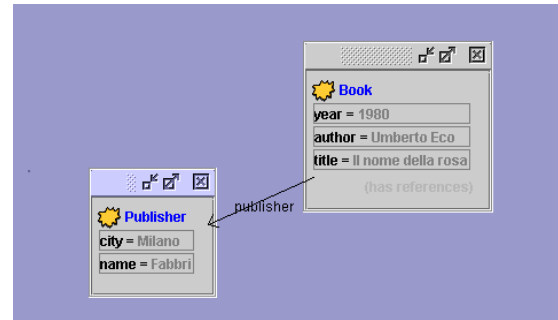 Book
year = 1980
author = Umberto Eco
title = Il nome della rosa
(has references)
publisher
Publisher
city = Milano
name = Fabbri